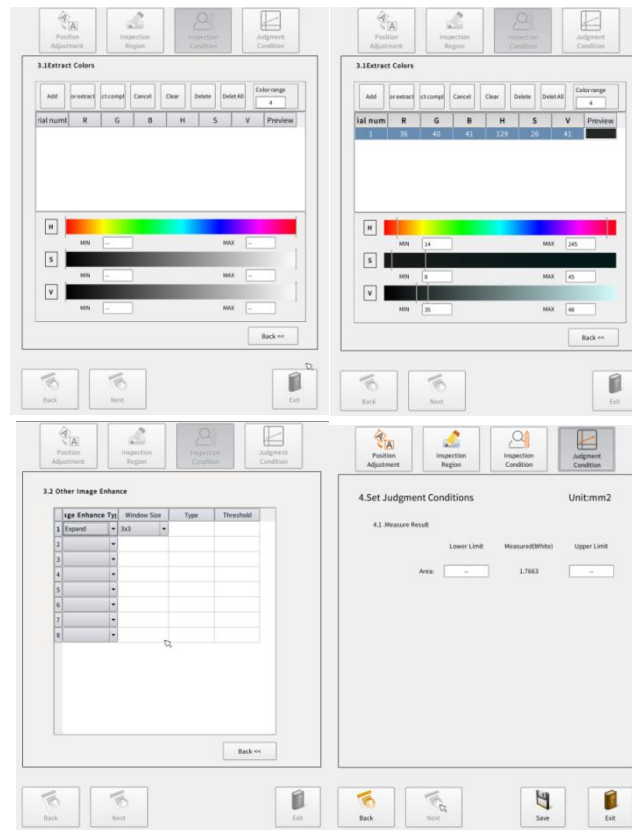 Position Adjustment
Inspection Region
Inspection Condition
Judgment Condition
3.1Extract Colors
Add
or extract
ct compl
Cancel
Clear
Delete
Delet All
Color range
4
rial numl R G B H S V Preview
H
MIN -- MAX --
S
MIN -- MAX --
V
MIN -- MAX --
Back <<
Back
Next
Exit
Position Adjustment
Inspection Region
Inspection Condition
Judgment Condition
3.1Extract Colors
Add
or extract
ct compl
Cancel
Clear
Delete
Delet All
Color range
4
ial num R G B H S V Preview
1 36 40 41 129 26 41
H
MIN 14 MAX 245
S
MIN 8 MAX 45
V
MIN 35 MAX 48
Back <<
Back
Next
Exit
Position Adjustment
Inspection Region
Inspection Condition
Judgment Condition
3.2 Other Image Enhance
age Enhance Typ Window Size Type Threshold
1 Expand 3x3
2
3
4
5
6
7
8
Back <<
Back
Next
Exit
Position Adjustment
Inspection Region
Inspection Condition
Judgment Condition
4.Set Judgment Conditions Unit:mm2
4.1 .Measure Result
Lower Limit Measured(White) Upper Limit
Area: -- 1.7663 --
Back
Next
Save
Exit